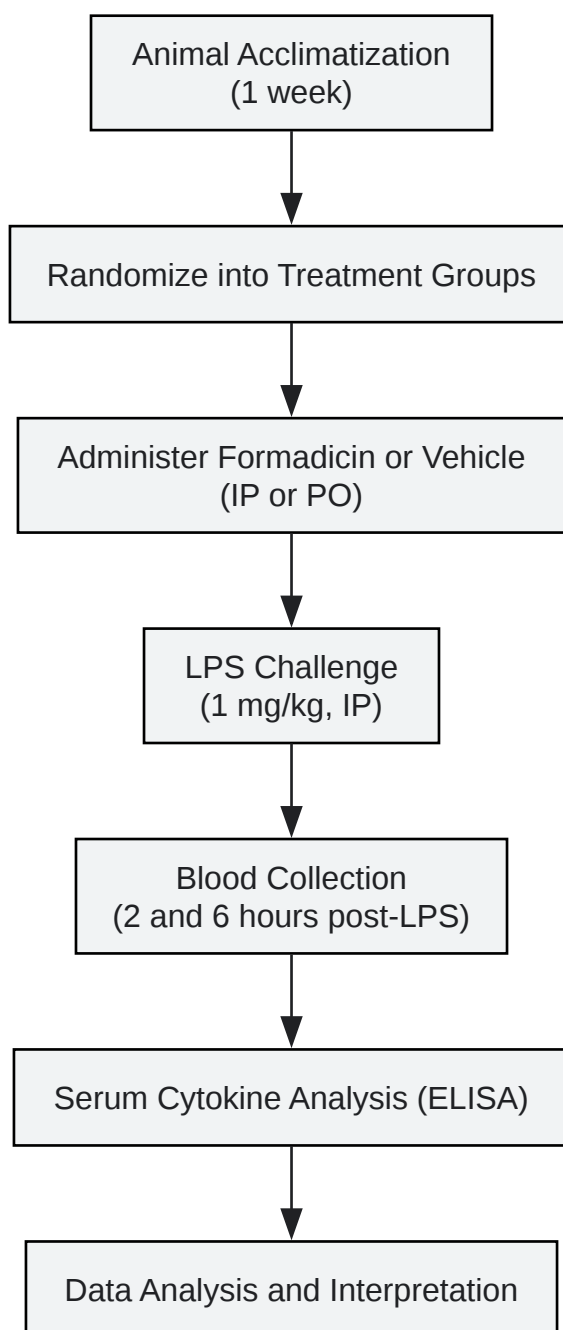 Animal Acclimatization
(1 week)
Randomize into Treatment Groups
Administer Formadicin or Vehicle
(IP or PO)
LPS Challenge
(1 mg/kg, IP)
Blood Collection
(2 and 6 hours post-LPS)
Serum Cytokine Analysis (ELISA)
Data Analysis and Interpretation